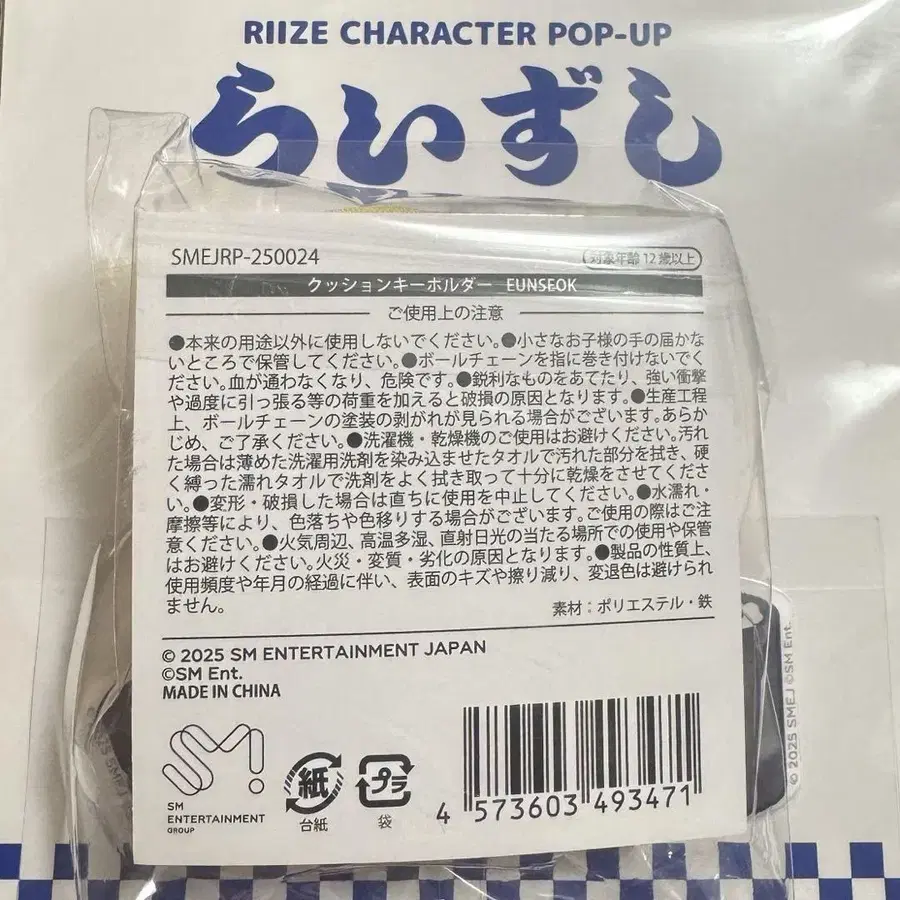 RIIZE CHARACTER POP-UP
らいずし
SMEJRP-250024
対象年齢12歳以上
クッションキーホルダー EUNSEOK
ご使用上の注意
●本来の用途以外に使用しないでください。●小さなお子様の手の届かな
いところで保管してください。●ボールチェーンを指に巻き付けないでく
ださい。血が通わなくなり、危険です。●鋭利なものをあてたり、強い衝撃
や過度に引っ張る等の荷重を加えると破損の原因となります。●生産工程
上、ボールチェーンの塗装の剥がれが見られる場合がございます。あらか
じめ、ご了承ください。●洗濯機・乾燥機のご使用はお避けください。汚れ
た場合は薄めた洗濯用洗剤を染み込ませたタオルで汚れた部分を拭き、硬
く縛った濡れタオルで洗剤をよく拭き取って十分に乾燥をさせてくださ
い。●変形・破損した場合は直ちに使用を中止してください。●水濡れ・
摩擦等により、色落ちや色移りする場合がございます。ご使用の際はご注
意ください。●火気周辺、高温多湿、直射日光の当たる場所での使用や保管
はお避けください。火災・変質・劣化の原因となります。●製品の性質上、
使用頻度や年月の経過に伴い、表面のキズや擦り減り、変退色は避けられ
ません。
素材：ポリエステル・鉄
© 2025 SM ENTERTAINMENT JAPAN
©SM Ent.
MADE IN CHINA
SM
ENTERTAINMENT
GROUP
紙
台紙
プラ
袋
4 573603 493471
© 2025 SMEJ ©SM Ent.